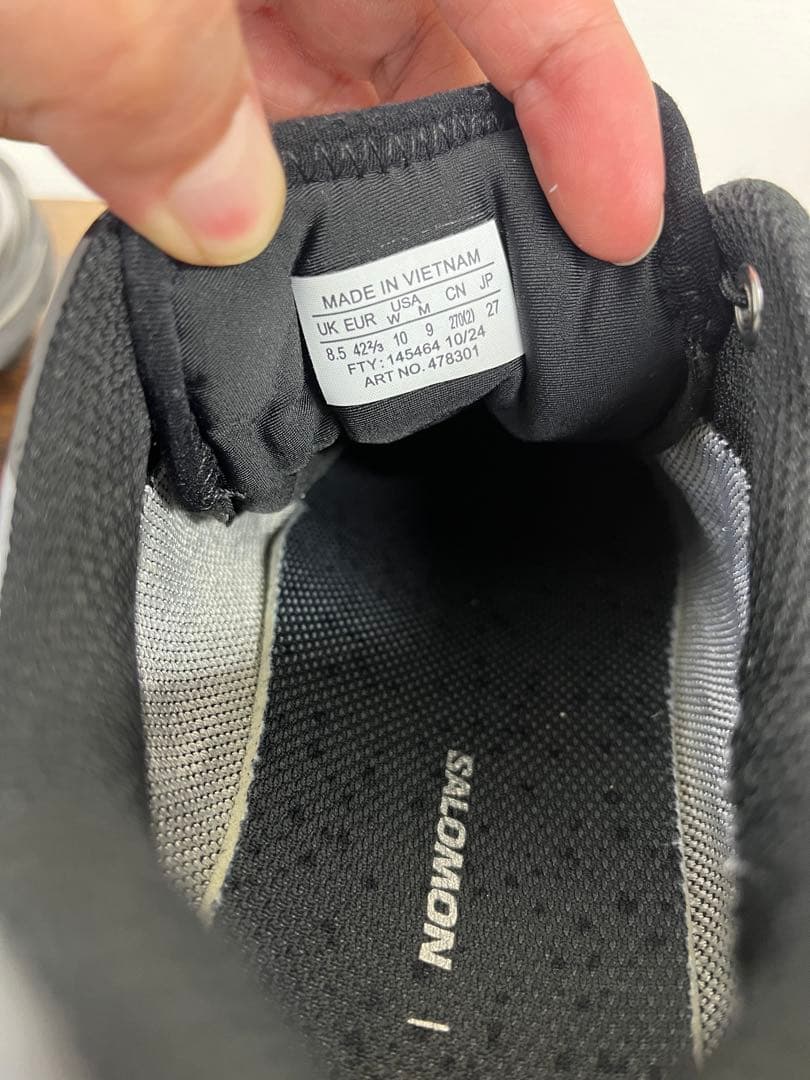 MADE IN VIETNAM
USA
UK EUR W M CN JP
8.5 42⅔ 10 9 270(2) 27
FTY: 145464 10/24
ART NO. 478301
SALOMON